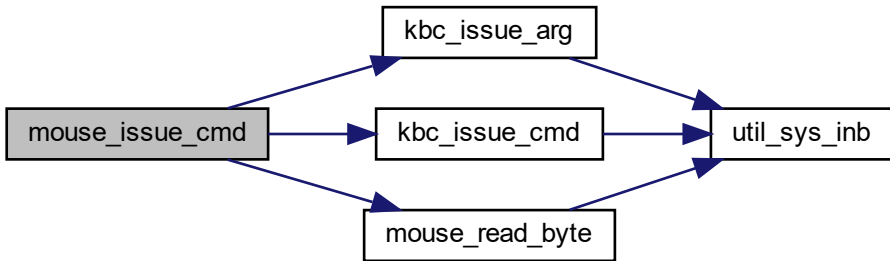 kbc_issue_arg
mouse_issue_cmd
kbc_issue_cmd
util_sys_inb
mouse_read_byte